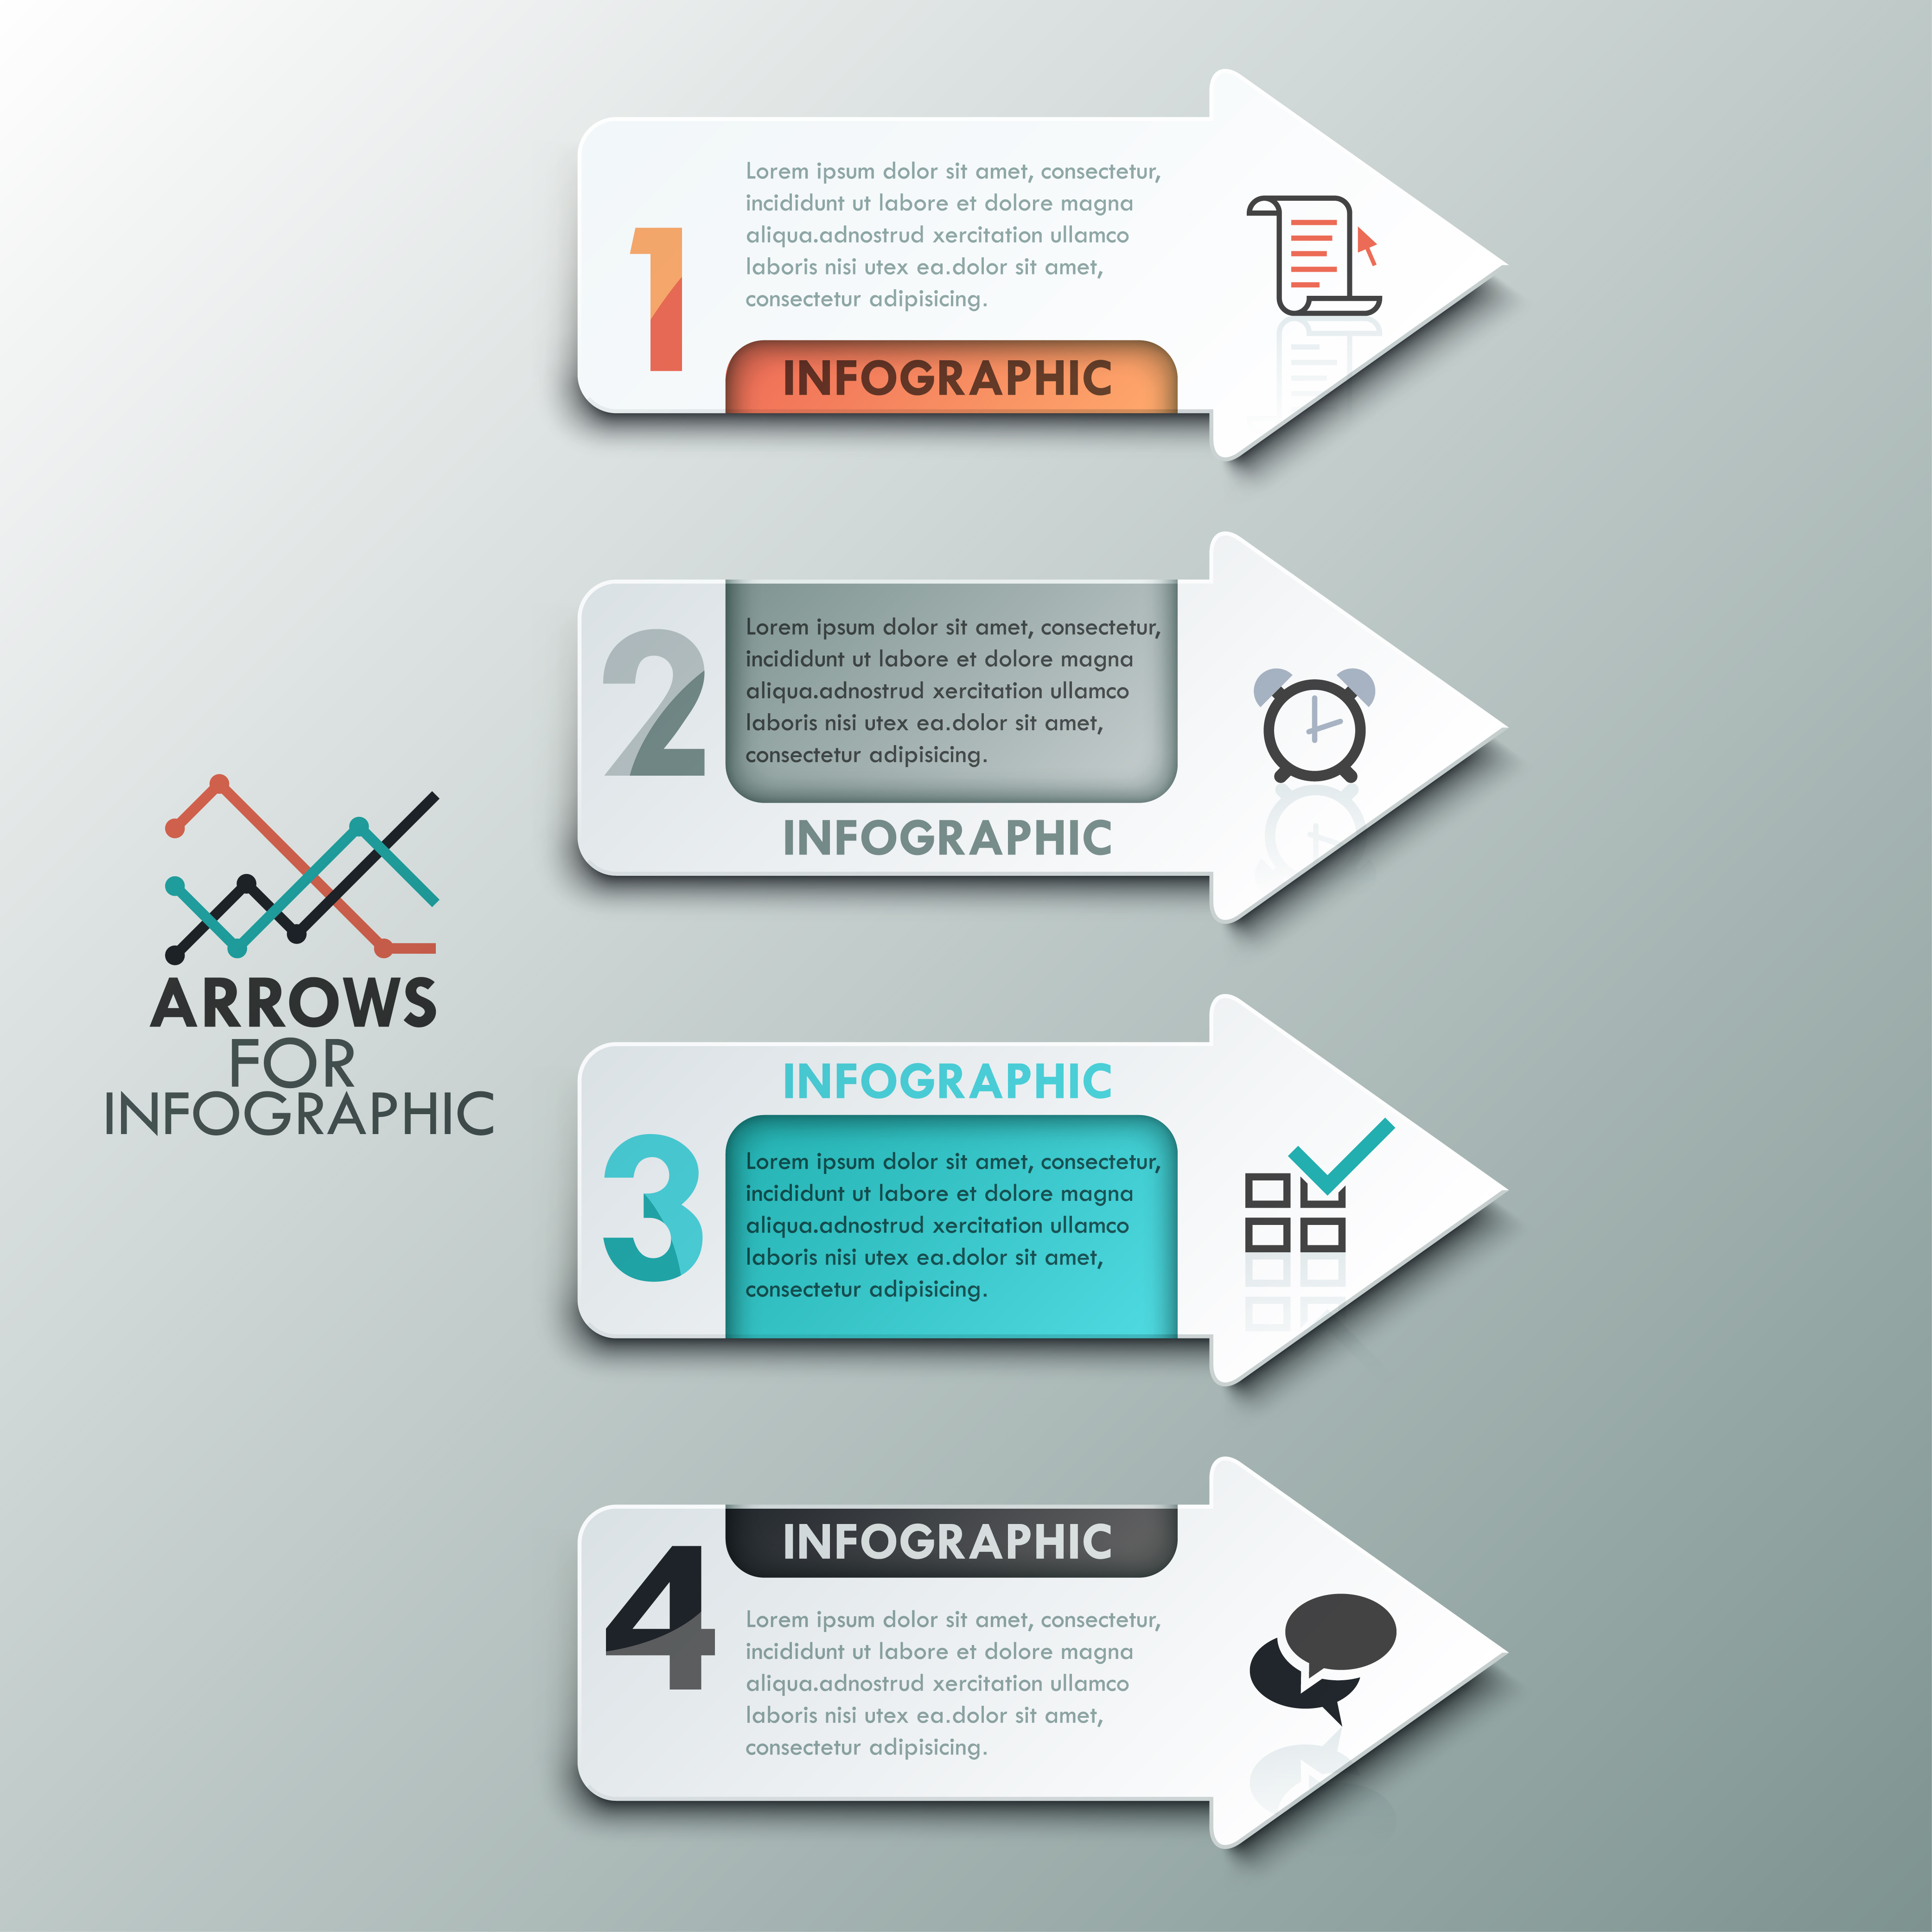 ARROWS
FOR
INFOGRAPHIC
1
Lorem ipsum dolor sit amet, consectetur,
incididunt ut labore et dolore magna
aliqua.adnostrud xercitation ullamco
laboris nisi utex ea.dolor sit amet,
consectetur adipisicing.
INFOGRAPHIC
2
Lorem ipsum dolor sit amet, consectetur,
incididunt ut labore et dolore magna
aliqua.adnostrud xercitation ullamco
laboris nisi utex ea.dolor sit amet,
consectetur adipisicing.
INFOGRAPHIC
3
INFOGRAPHIC
Lorem ipsum dolor sit amet, consectetur,
incididunt ut labore et dolore magna
aliqua.adnostrud xercitation ullamco
laboris nisi utex ea.dolor sit amet,
consectetur adipisicing.
4
INFOGRAPHIC
Lorem ipsum dolor sit amet, consectetur,
incididunt ut labore et dolore magna
aliqua.adnostrud xercitation ullamco
laboris nisi utex ea.dolor sit amet,
consectetur adipisicing.